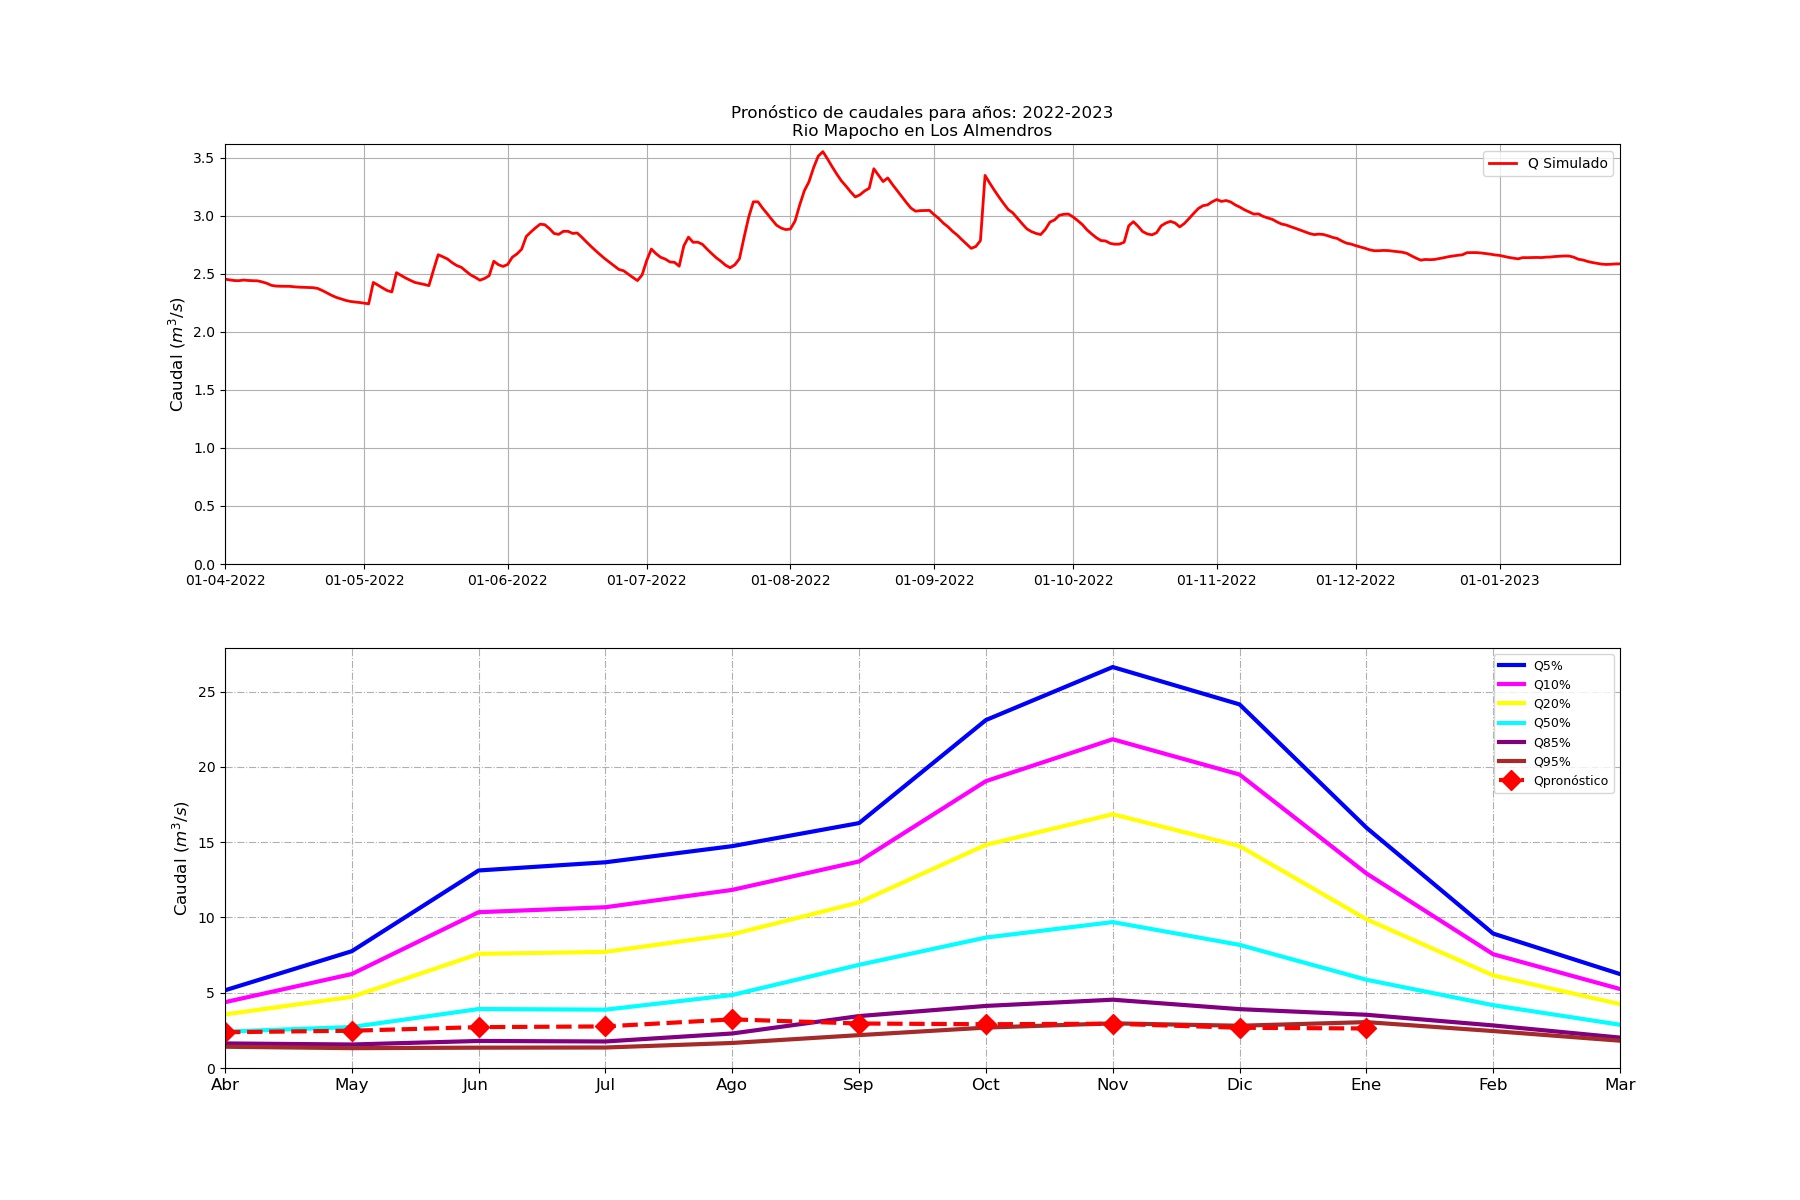 Pronóstico de caudales para años: 2022-2023
Rio Mapocho en Los Almendros
Caudal (m³/s)
3.5
3.0
2.5
2.0
1.5
1.0
0.5
0.0
Q Simulado
01-04-2022 01-05-2022 01-06-2022 01-07-2022 01-08-2022 01-09-2022 01-10-2022 01-11-2022 01-12-2022 01-01-2023
Caudal (m³/s)
25
20
15
10
5
0
Q5%
Q10%
Q20%
Q50%
Q85%
Q95%
Qpronóstico
Abr May Jun Jul Ago Sep Oct Nov Dic Ene Feb Mar